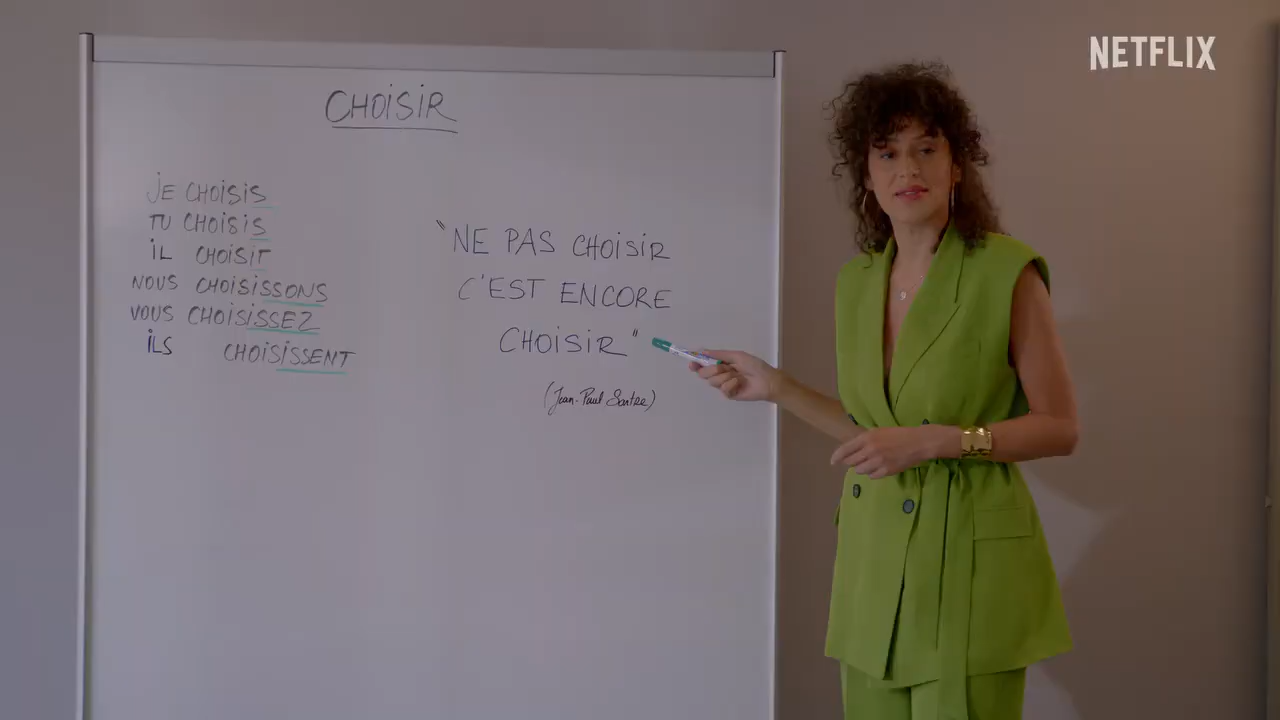 NETFLIX
CHOISIR
JE CHOISIS
TU CHOISIS
IL CHOISIT
NOUS CHOISISSONS
VOUS CHOISISSEZ
ILS CHOISISSENT
"NE PAS CHOISIR
C'EST ENCORE
CHOISIR"
(Jean-Paul Sartre)